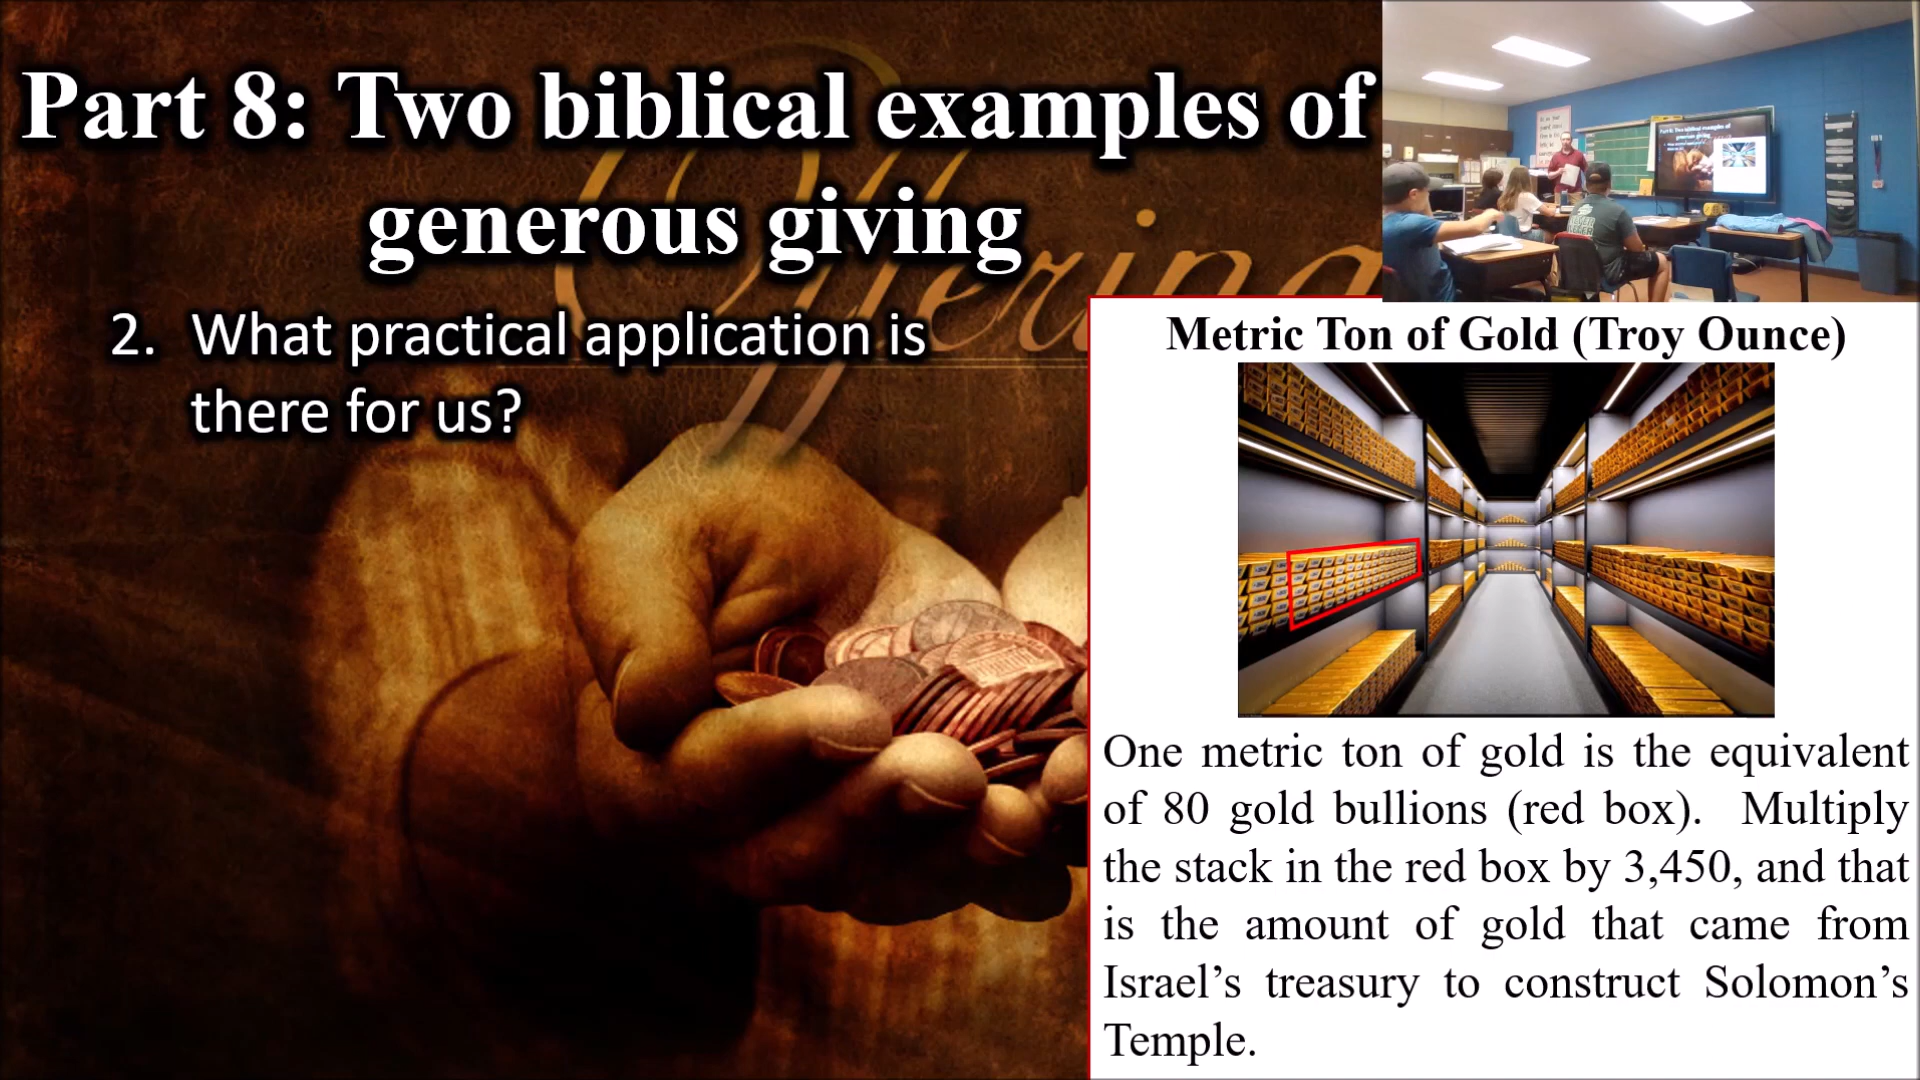 Part 8: Two biblical examples of
generous giving
Offering
2. What practical application is
there for us?
Metric Ton of Gold (Troy Ounce)
One metric ton of gold is the equivalent
of 80 gold bullions (red box). Multiply
the stack in the red box by 3,450, and that
is the amount of gold that came from
Israel’s treasury to construct Solomon’s
Temple.